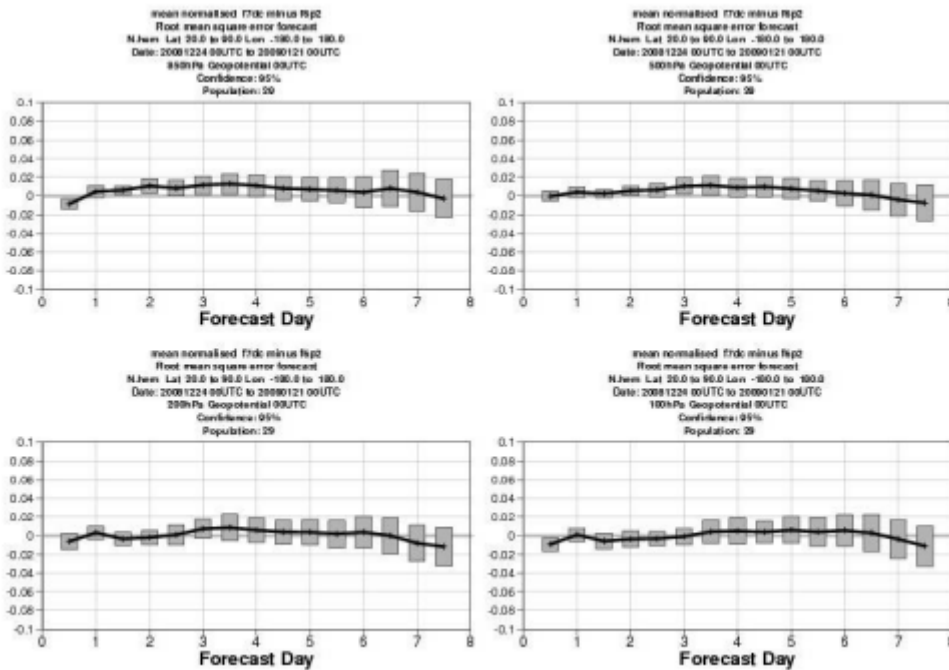 mean normalised f7dc minus f6p2
Root mean square error forecast
N.hem Lat 20.0 to 90.0 Lon -180.0 to 180.0
Date: 20081224 00UTC to 20090121 00UTC
850hPa Geopotential 00UTC
Confidence: 95%
Population: 29
0.1
0.08
0.06
0.04
0.02
0
-0.02
-0.04
-0.06
-0.08
-0.1
0 1 2 3 4 5 6 7 8
Forecast Day
mean normalised f7dc minus f6p2
Root mean square error forecast
N.hem Lat 20.0 to 90.0 Lon -180.0 to 180.0
Date: 20081224 00UTC to 20090121 00UTC
500hPa Geopotential 00UTC
Confidence: 95%
Population: 29
0.1
0.08
0.06
0.04
0.02
0
-0.02
-0.04
-0.06
-0.08
-0.1
0 1 2 3 4 5 6 7 8
Forecast Day
mean normalised f7dc minus f6p2
Root mean square error forecast
N.hem Lat 20.0 to 90.0 Lon -180.0 to 180.0
Date: 20081224 00UTC to 20090121 00UTC
200hPa Geopotential 00UTC
Confidence: 95%
Population: 29
0.1
0.08
0.06
0.04
0.02
0
-0.02
-0.04
-0.06
-0.08
-0.1
0 1 2 3 4 5 6 7 8
Forecast Day
mean normalised f7dc minus f6p2
Root mean square error forecast
N.hem Lat 20.0 to 90.0 Lon -180.0 to 180.0
Date: 20081224 00UTC to 20090121 00UTC
100hPa Geopotential 00UTC
Confidence: 95%
Population: 29
0.1
0.08
0.06
0.04
0.02
0
-0.02
-0.04
-0.06
-0.08
-0.1
0 1 2 3 4 5 6 7 8
Forecast Day